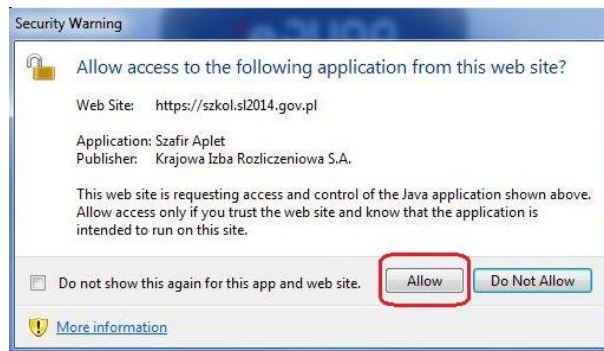 Security Warning
Allow access to the following application from this web site?
Web Site: https://szkol.sl2014.gov.pl
Application: Szafir Aplet
Publisher: Krajowa Izba Rozliczeniowa S.A.
This web site is requesting access and control of the Java application shown above.
Allow access only if you trust the web site and know that the application is
intended to run on this site.
Do not show this again for this app and web site.
Allow
Do Not Allow
More information